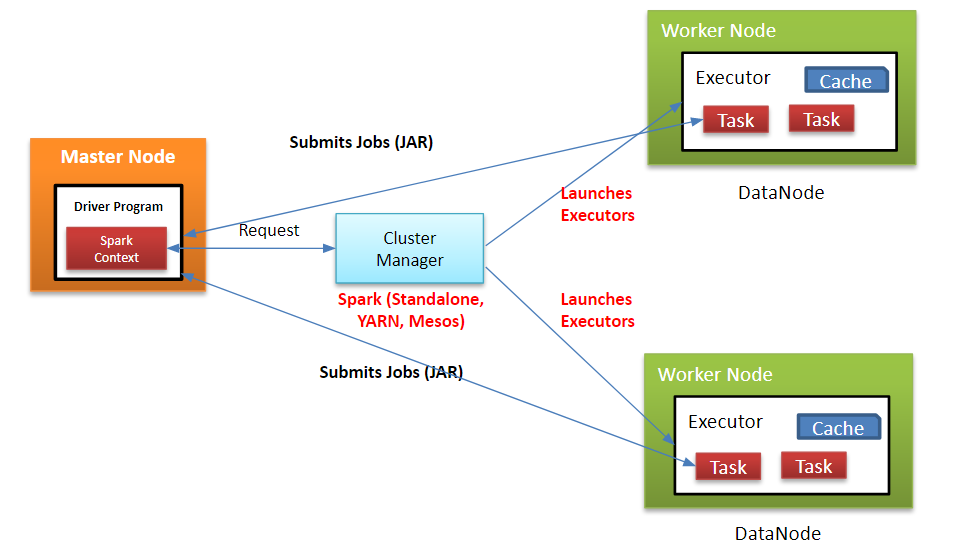 Worker Node
Executor
Cache
Task
Task
DataNode
Submits Jobs (JAR)
Master Node
Driver Program
Spark
Context
Request
Cluster
Manager
Spark (Standalone,
YARN, Mesos)
Launches
Executors
Launches
Executors
Submits Jobs (JAR)
Worker Node
Executor
Cache
Task
Task
DataNode